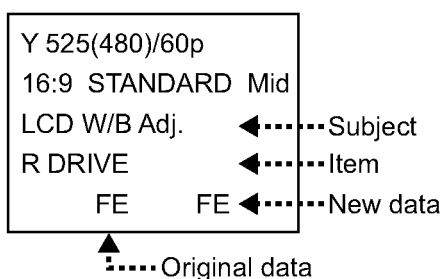 Y 525(480)/60p
16:9 STANDARD Mid
LCD W/B Adj. Subject
R DRIVE Item
FE FE New data
Original data